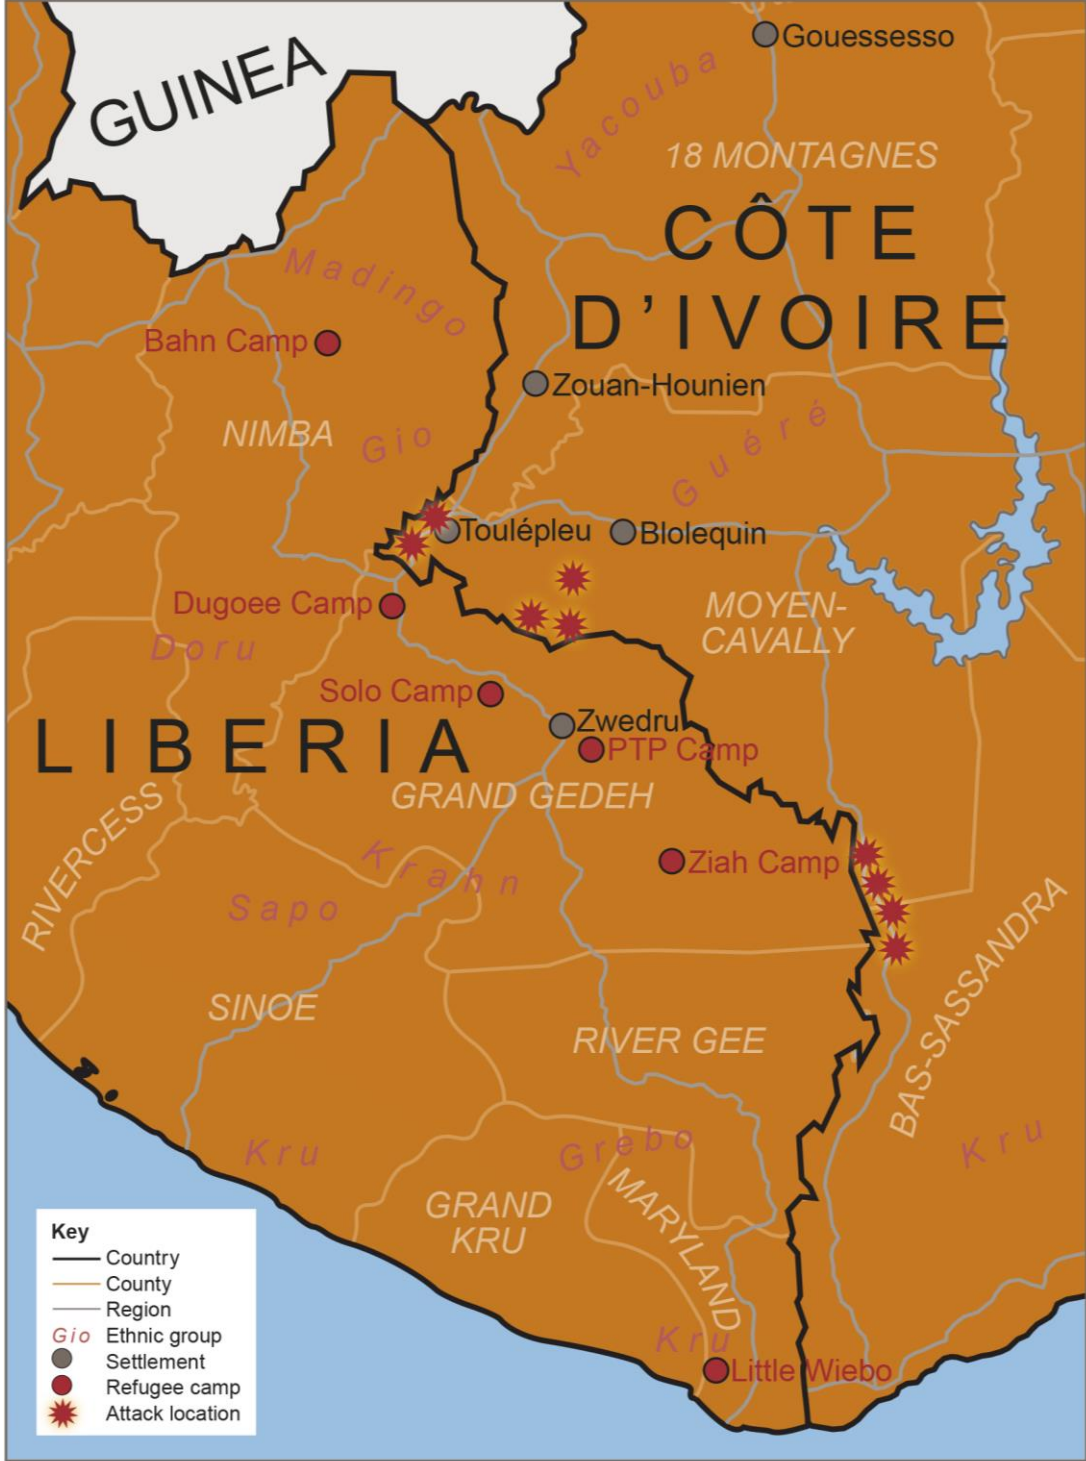 Gouessesso
GUINEA
Yacouba
18 MONTAGNES
CÔTE
D’IVOIRE
Madingo
Bahn Camp
Zouan-Hounien
NIMBA
Gio
Guéré
Toulépleu
Blolequin
Dugoee Camp
MOYEN-
CAVALLY
Doru
Solo Camp
Zwedru
LIBERIA
PTP Camp
GRAND GEDEH
RIVERCESS
Krahn
Ziah Camp
Sapo
BAS-SASSANDRA
SINOE
RIVER GEE
Kru
Grebo
Kru
GRAND
KRU
MARYLAND
Kru
Little Wiebo
Key
Country
County
Region
Gio Ethnic group
Settlement
Refugee camp
Attack location